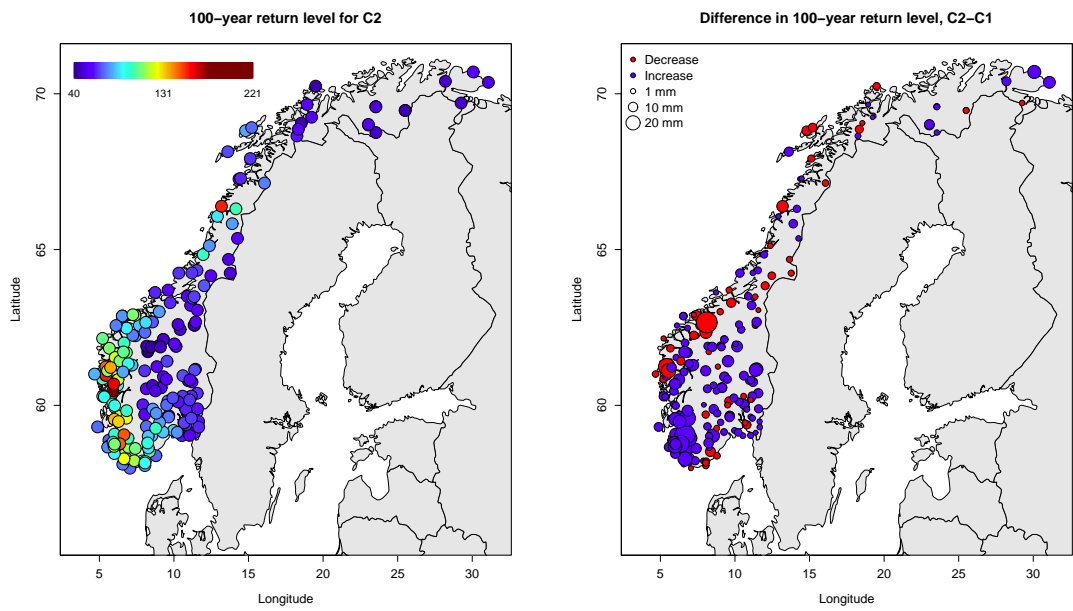 100−year return level for C2
40 131 221
70
65
60
Latitude
5 10 15 20 25 30
Longitude
Difference in 100−year return level, C2−C1
Decrease
Increase
1 mm
10 mm
20 mm
70
65
60
Latitude
5 10 15 20 25 30
Longitude